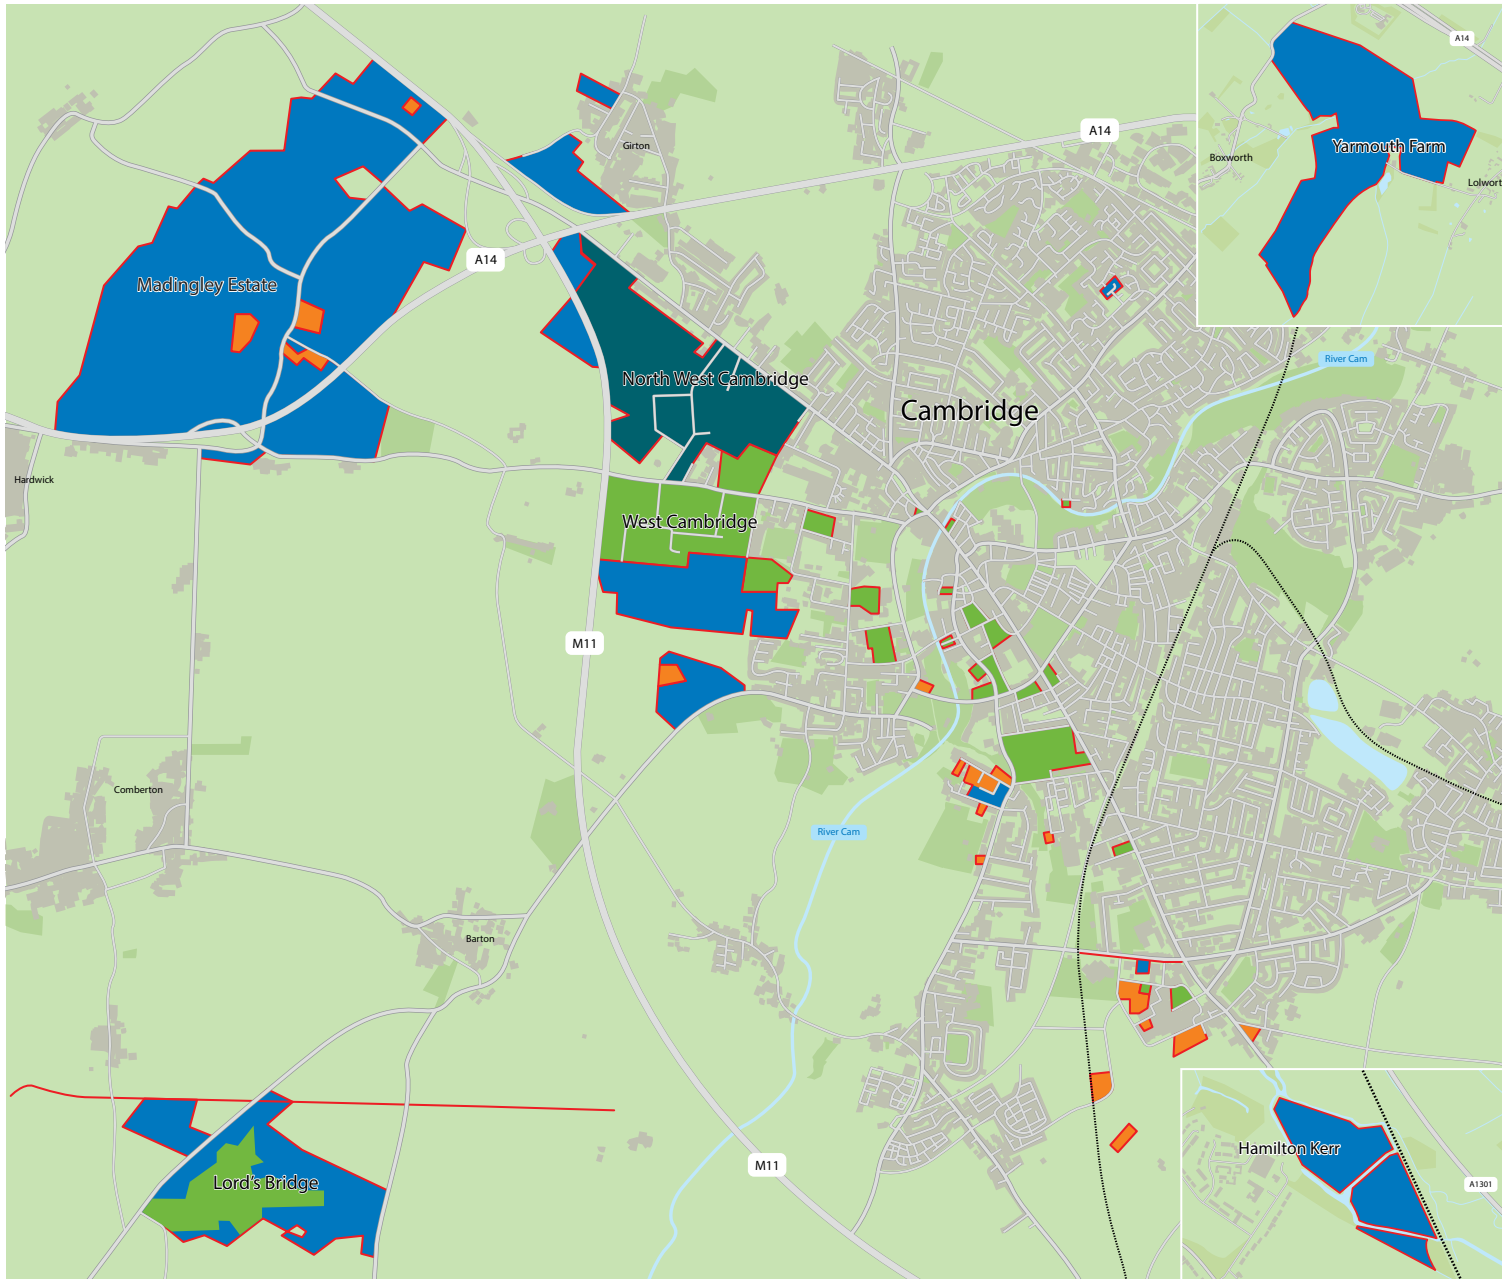 A14
A14
Yarmouth Farm
Boxworth
Lolwort
Girton
A14
Madingley Estate
River Cam
North West Cambridge
Cambridge
Hardwick
West Cambridge
M11
Comberton
River Cam
Barton
Hamilton Kerr
M11
A1301
Lord's Bridge